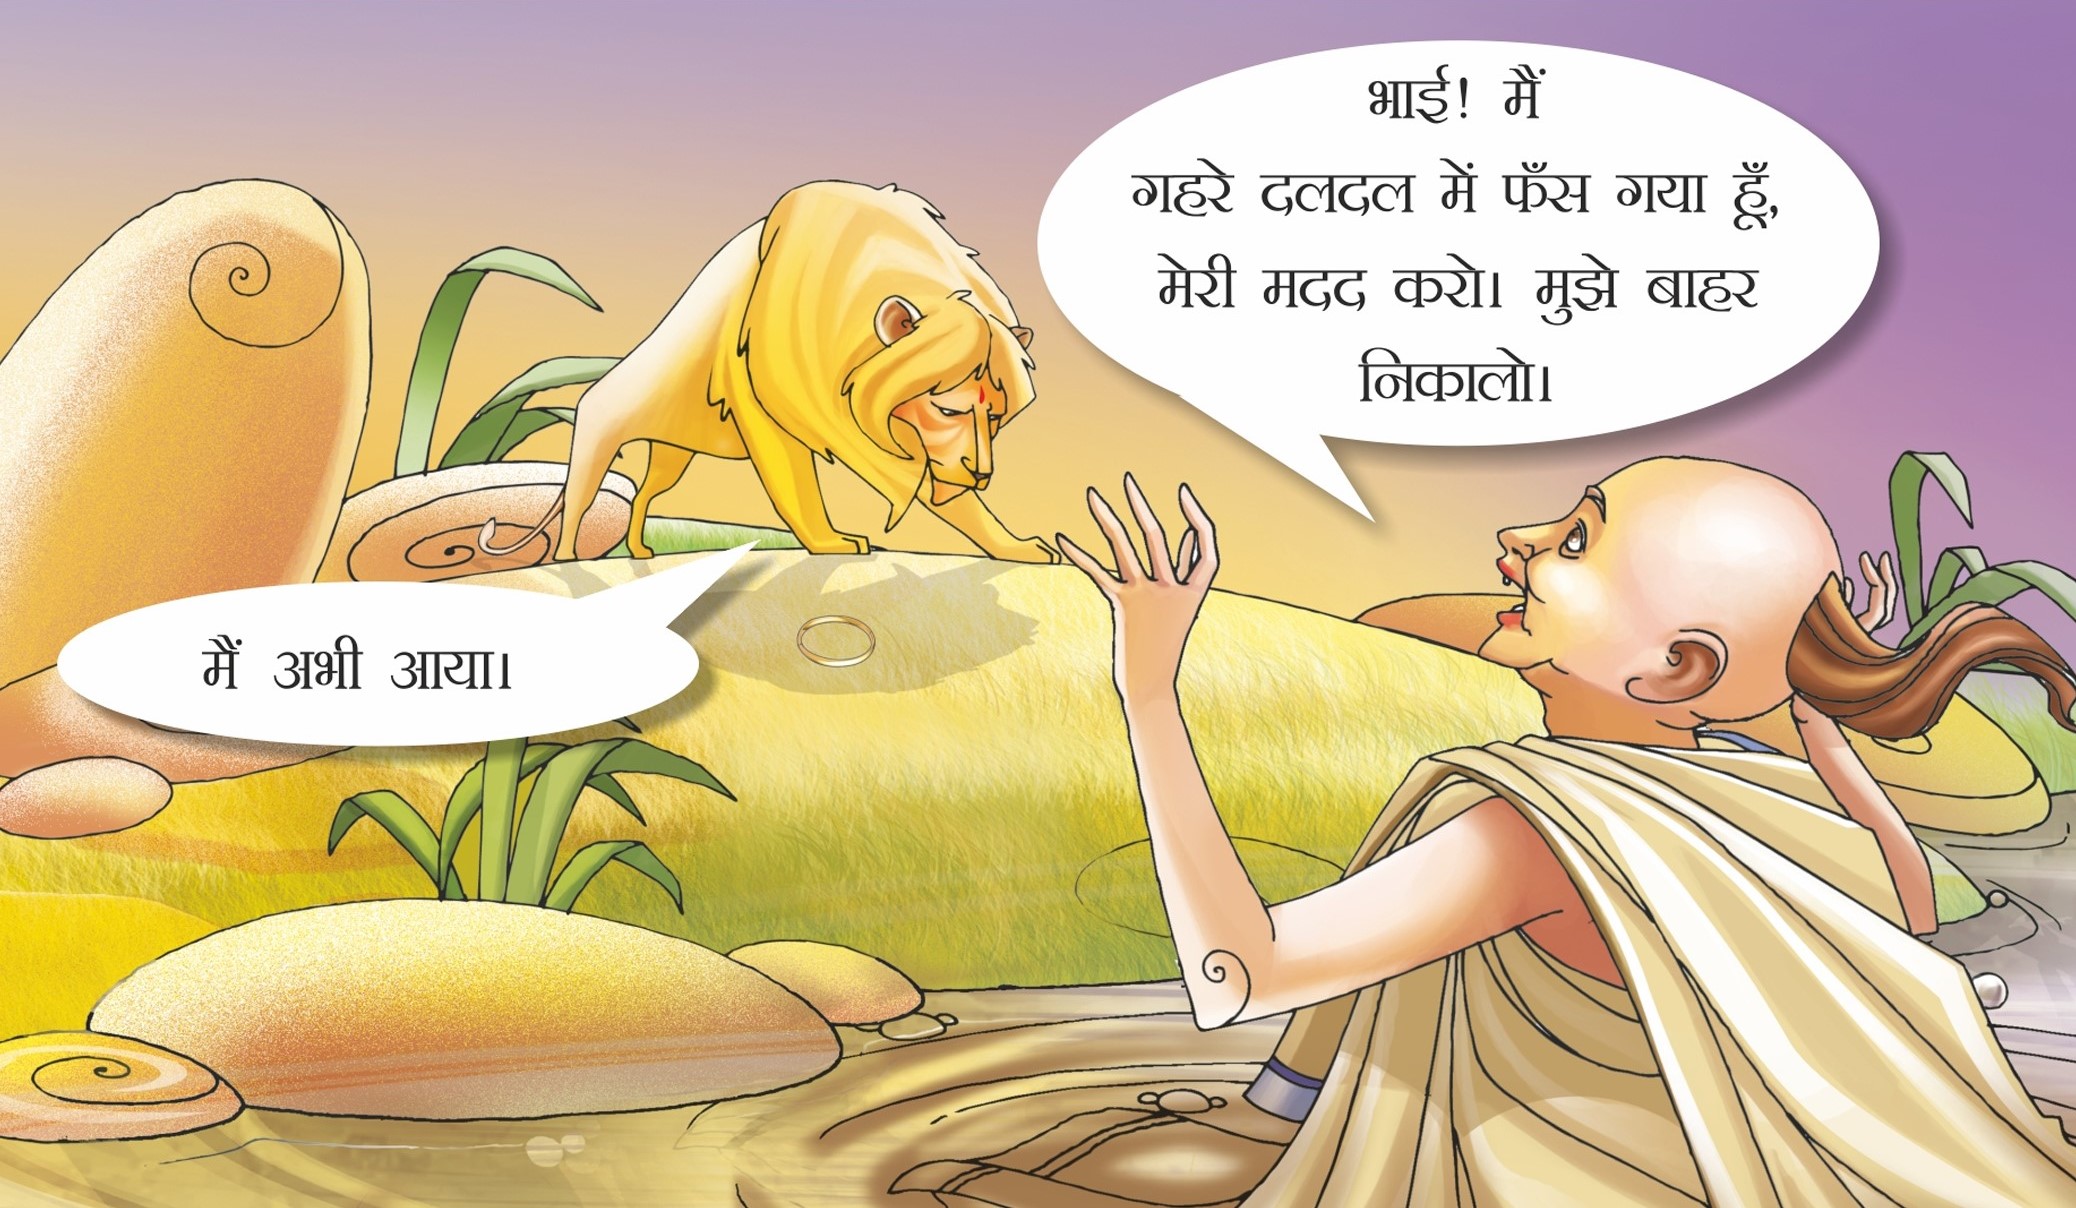 भाई! मैं
गहरे दलदल में फँस गया हूँ,
मेरी मदद करो। मुझे बाहर
निकालो।
मैं अभी आया।